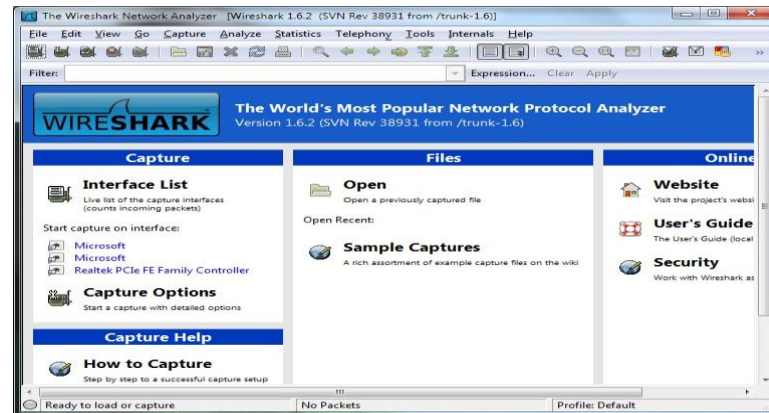 The Wireshark Network Analyzer [Wireshark 1.6.2 (SVN Rev 38931 from /trunk-1.6)]
File Edit View Go Capture Analyze Statistics Telephony Tools Internals Help
Filter: Expression... Clear Apply
WIRESHARK
The World's Most Popular Network Protocol Analyzer
Version 1.6.2 (SVN Rev 38931 from /trunk-1.6)
Capture
Interface List
Live list of the capture interfaces
(counts incoming packets)
Start capture on interface:
Microsoft
Microsoft
Realtek PCIe FE Family Controller
Capture Options
Start a capture with detailed options
Capture Help
How to Capture
Step by step to a successful capture setup
Files
Open
Open a previously captured file
Open Recent:
Sample Captures
A rich assortment of example capture files on the wiki
Online
Website
Visit the project's websi
User's Guide
The User's Guide (local
Security
Work with Wireshark as
Ready to load or capture No Packets Profile: Default